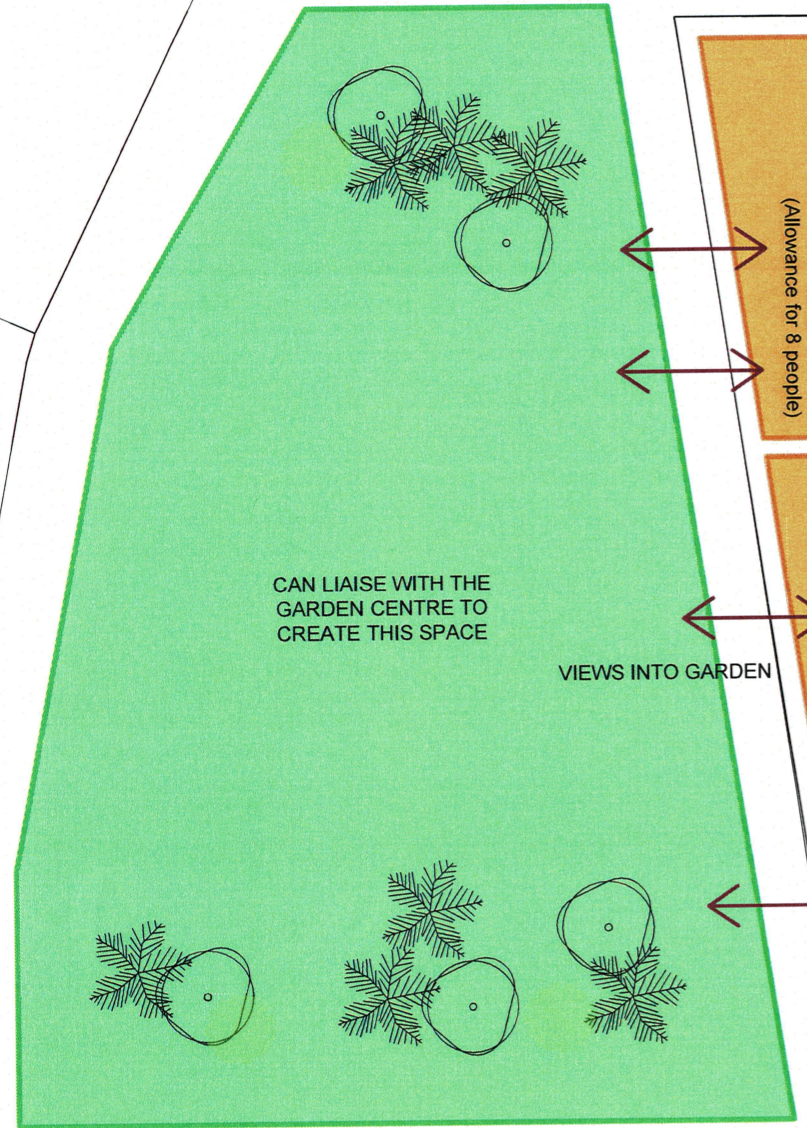 (Allowance for 8 people)
CAN LIAISE WITH THE
GARDEN CENTRE TO
CREATE THIS SPACE
VIEWS INTO GARDEN